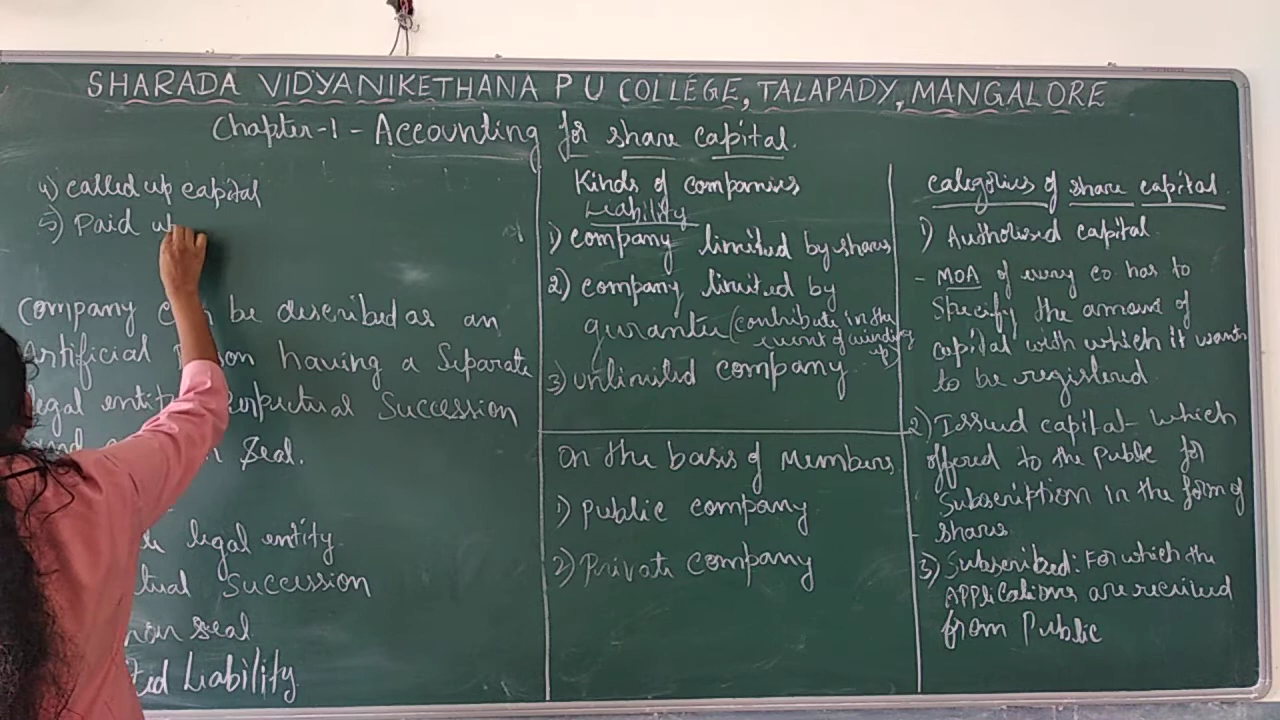 SHARADA VIDYANIKETHANA P U COLLEGE, TALAPADY, MANGALORE
Chapter-1 - Accounting for share capital.
4) called up capital
5) Paid u
company be described as an
Artificial having a Separate
legal Perpetual Succession
Seal.
legal entity
Succession
seal
Liability
Kinds of companies
Liability
1) company limited by shares
2) company limited by
gurantee (contribute in the
event of winding
up)
3) unlimited company
on the basis of Members
1) Public company
2) Private company
categories of share capital
1) Authorised capital.
- MOA of every co has to
Specify the amount of
capital with which it wants
to be registered
2) Issued capital - which
offered to the Public for
Subscription in the form of
- shares
3) Subscribed: For which the
Applications are received
from Public